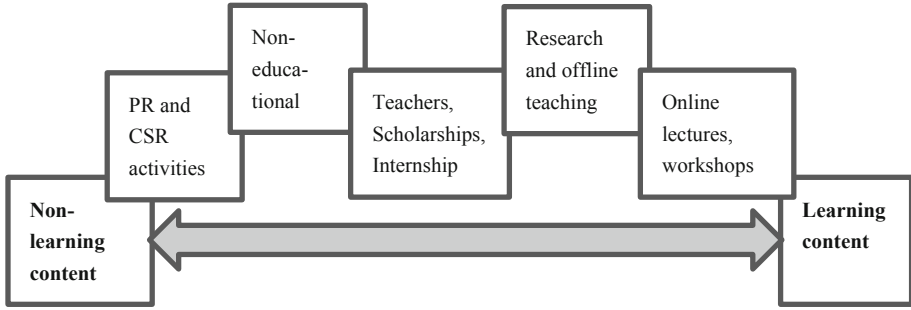 Non-
educa-
tional
Research
and offline
teaching
PR and
CSR
activities
Teachers,
Scholarships,
Internship
Online
lectures,
workshops
Non-
learning
content
Learning
content